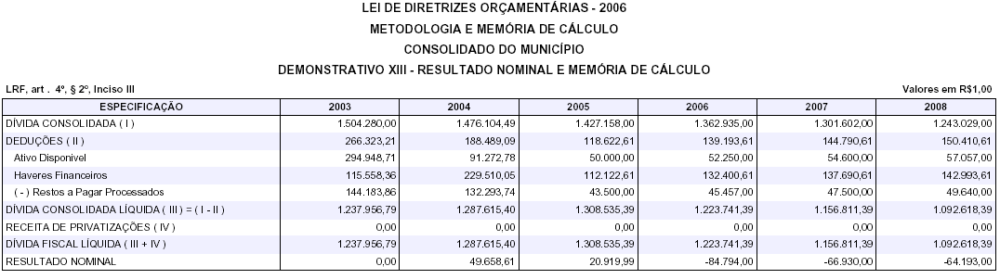 LEI DE DIRETRIZES ORÇAMENTÁRIAS - 2006
METODOLOGIA E MEMÓRIA DE CÁLCULO
CONSOLIDADO DO MUNICÍPIO
DEMONSTRATIVO XIII - RESULTADO NOMINAL E MEMÓRIA DE CÁLCULO
LRF, art . 4º, § 2º, Inciso III Valores em R$1,00
ESPECIFICAÇÃO 2003 2004 2005 2006 2007 2008
DÍVIDA CONSOLIDADA ( I ) 1.504.280,00 1.476.104,49 1.427.158,00 1.362.935,00 1.301.602,00 1.243.029,00
DEDUÇÕES ( II ) 266.323,21 188.489,09 118.622,61 139.193,61 144.790,61 150.410,61
Ativo Disponivel 294.948,71 91.272,78 50.000,00 52.250,00 54.600,00 57.057,00
Haveres Financeiros 115.558,36 229.510,05 112.122,61 132.400,61 137.690,61 142.993,61
( - ) Restos a Pagar Processados 144.183,86 132.293,74 43.500,00 45.457,00 47.500,00 49.640,00
DÍVIDA CONSOLIDADA LÍQUIDA ( III ) = ( I - II ) 1.237.956,79 1.287.615,40 1.308.535,39 1.223.741,39 1.156.811,39 1.092.618,39
RECEITA DE PRIVATIZAÇÕES ( IV ) 0,00 0,00 0,00 0,00 0,00 0,00
DÍVIDA FISCAL LÍQUIDA ( III + IV ) 1.237.956,79 1.287.615,40 1.308.535,39 1.223.741,39 1.156.811,39 1.092.618,39
RESULTADO NOMINAL 0,00 49.658,61 20.919,99 -84.794,00 -66.930,00 -64.193,00